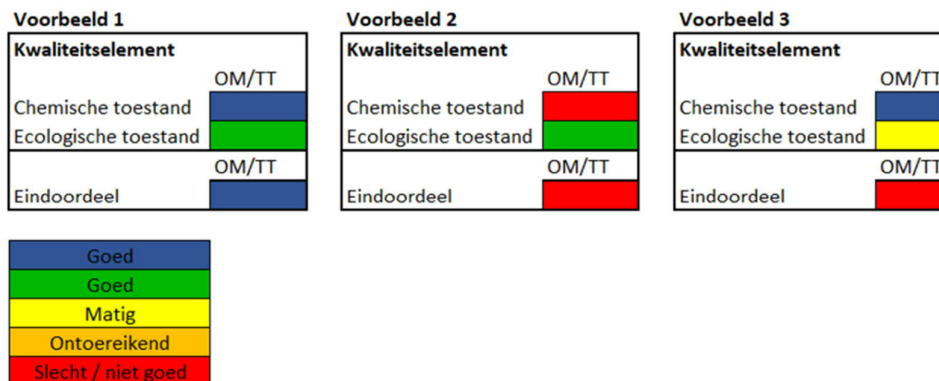 Voorbeeld 1
Kwaliteitselement
OM/TT
Chemische toestand
Ecologische toestand
OM/TT
Eindoordeel
Voorbeeld 2
Kwaliteitselement
OM/TT
Chemische toestand
Ecologische toestand
OM/TT
Eindoordeel
Voorbeeld 3
Kwaliteitselement
OM/TT
Chemische toestand
Ecologische toestand
OM/TT
Eindoordeel
Goed
Goed
Matig
Ontoereikend
Slecht / niet goed